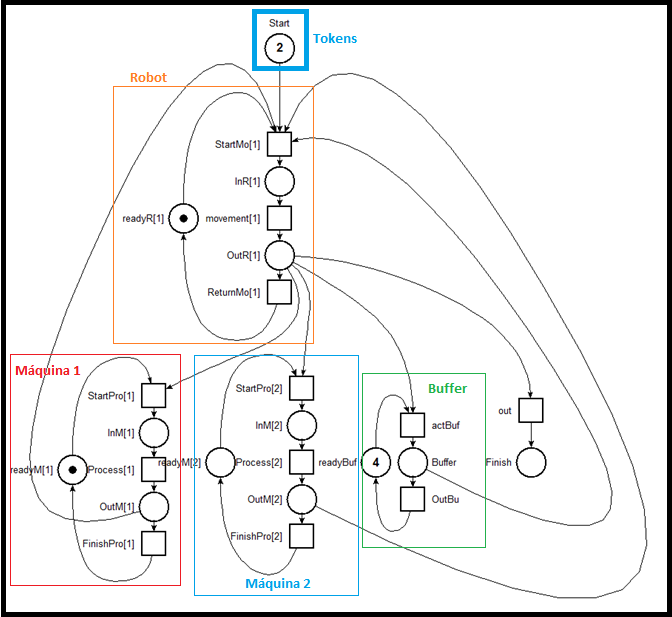 Start
2
Tokens
Robot
StartMo[1]
InR[1]
readyR[1]
movement[1]
OutR[1]
ReturnMo[1]
Máquina 1
StartPro[1]
InM[1]
readyM[1]
Process[1]
OutM[1]
FinishPro[1]
StartPro[2]
InM[2]
readyM[2]
Process[2]
OutM[2]
FinishPro[2]
Máquina 2
Buffer
actBuf
readyBuf
4
Buffer
OutBu
out
Finish